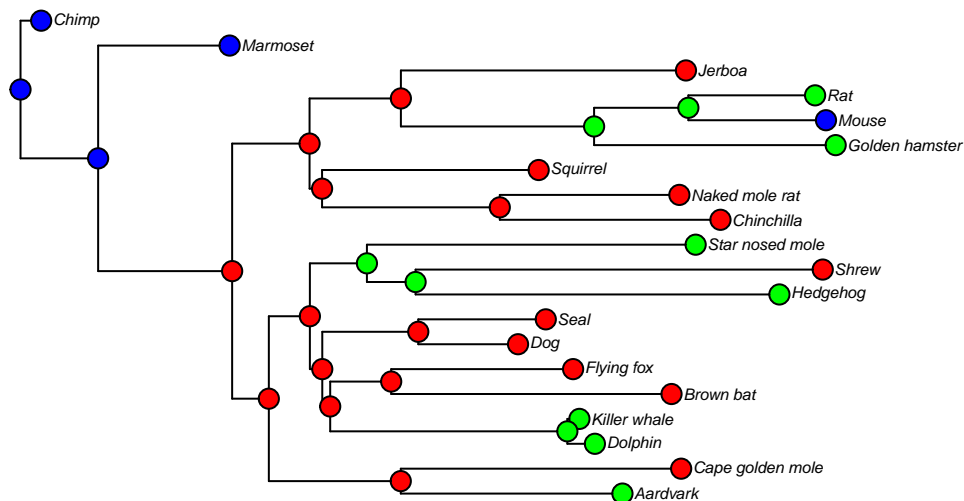 Chimp
Marmoset
Jerboa
Rat
Mouse
Golden hamster
Squirrel
Naked mole rat
Chinchilla
Star nosed mole
Shrew
Hedgehog
Seal
Dog
Flying fox
Brown bat
Killer whale
Dolphin
Cape golden mole
Aardvark